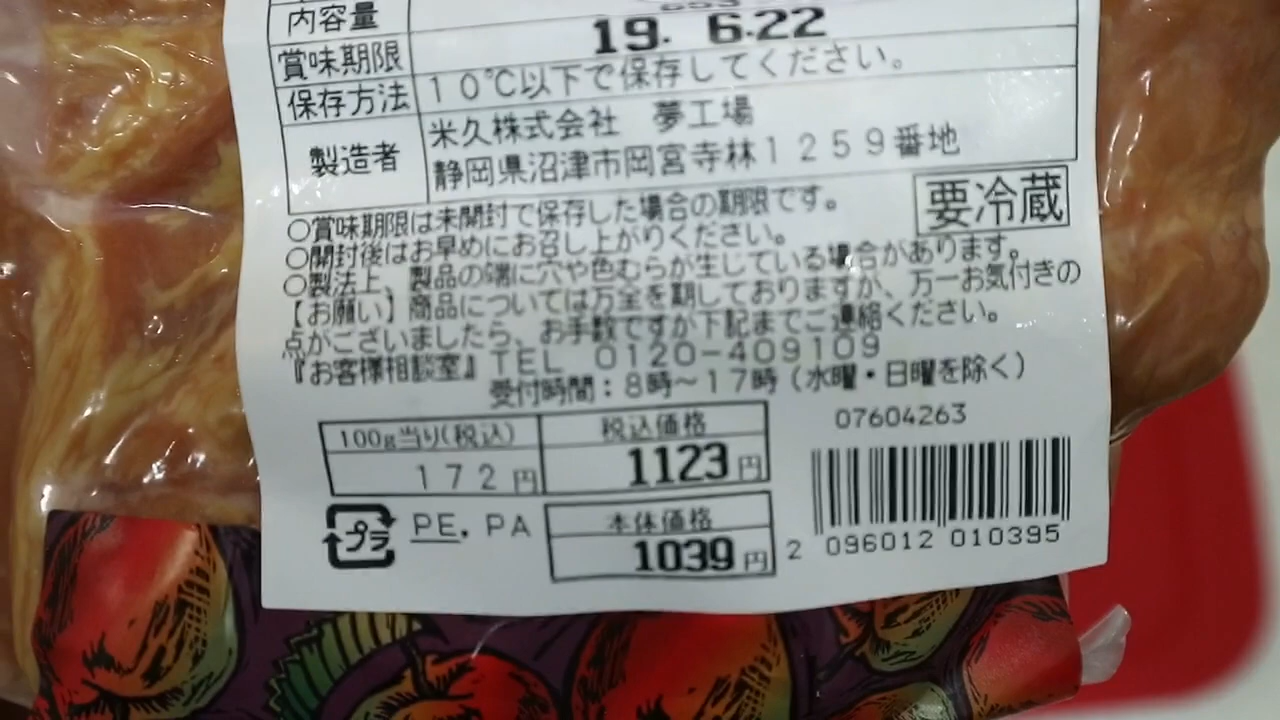 内容量
賞味期限 19. 6.22
保存方法 10℃以下で保存してください。
製造者 米久株式会社 夢工場
静岡県沼津市岡宮寺林1259番地
要冷蔵
○賞味期限は未開封で保存した場合の期限です。
○開封後はお早めにお召し上がりください。
○製法上、製品の端に穴や色むらが生じている場合があります。
【お願い】商品については万全を期しておりますが、万一お気付きの
点がございましたら、お手数ですが下記までご連絡ください。
『お客様相談室』TEL 0120-409109
受付時間:8時~17時(水曜・日曜を除く)
100g当り(税込) 税込価格
172円 1123円
07604263
プラ PE, PA
本体価格
1039円
2 096012 010395